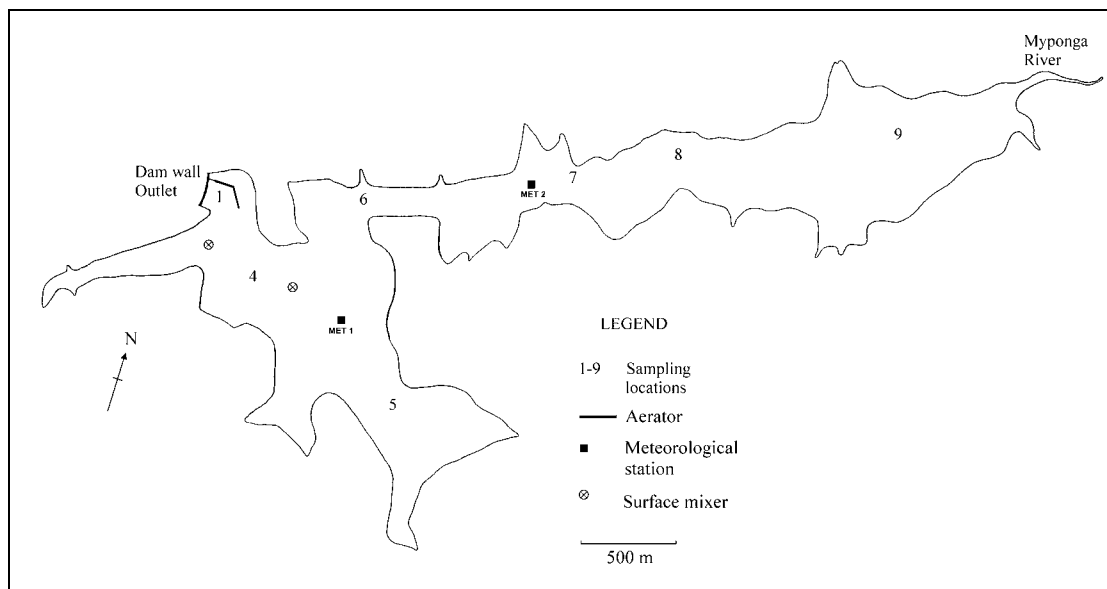 Myponga
River
9
8
Dam wall
Outlet
7
1
MET 2
6
4
MET 1
N
5
LEGEND
1-9 Sampling
locations
Aerator
Meteorological
station
Surface mixer
500 m